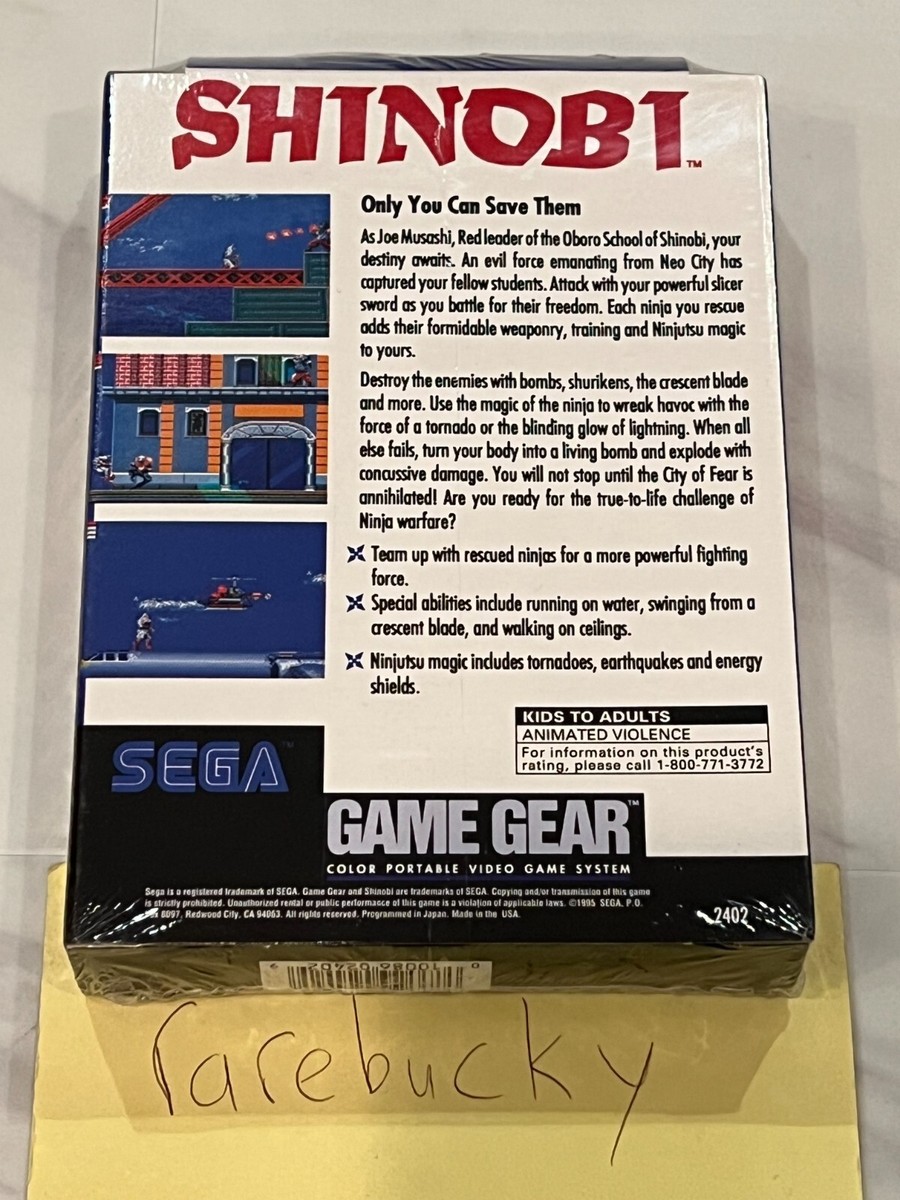 SHINOBI™
Only You Can Save Them
As Joe Musashi, Red leader of the Oboro School of Shinobi, your
destiny awaits. An evil force emanating from Neo City has
captured your fellow students. Attack with your powerful slicer
sword as you battle for their freedom. Each ninja you rescue
adds their formidable weaponry, training and Ninjutsu magic
to yours.
Destroy the enemies with bombs, shurikens, the crescent blade
and more. Use the magic of the ninja to wreak havoc with the
force of a tornado or the blinding glow of lightning. When all
else fails, turn your body into a living bomb and explode with
concussive damage. You will not stop until the City of Fear is
annihilated! Are you ready for the true-to-life challenge of
Ninja warfare?
Team up with rescued ninjas for a more powerful fighting
force.
Special abilities include running on water, swinging from a
crescent blade, and walking on ceilings.
Ninjutsu magic includes tornadoes, earthquakes and energy
shields.
KIDS TO ADULTS
ANIMATED VIOLENCE
For information on this product's
rating, please call 1-800-771-3772
SEGA™
GAME GEAR™
COLOR PORTABLE VIDEO GAME SYSTEM
Sega is a registered trademark of SEGA. Game Gear and Shinobi are trademarks of SEGA. Copying and/or transmission of this game
is strictly prohibited. Unauthorized rental or public performance of this game is a violation of applicable laws. ©1995 SEGA, P.O.
8097, Redwood City, CA 94063. All rights reserved. Programmed in Japan. Made in the USA.
2402
rarebucky